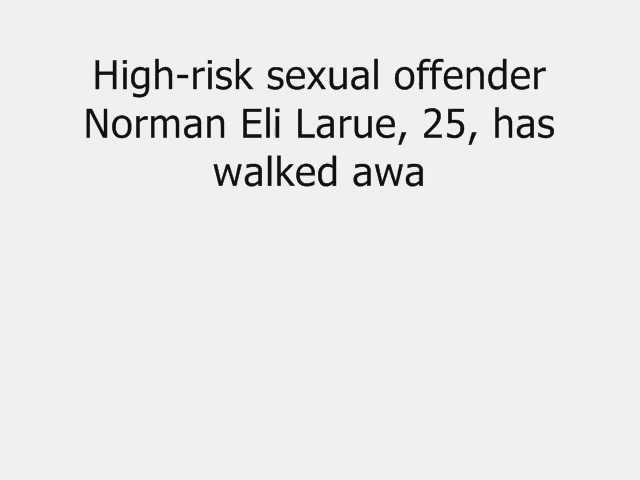 High-risk sexual offender
Norman Eli Larue, 25, has
walked awa